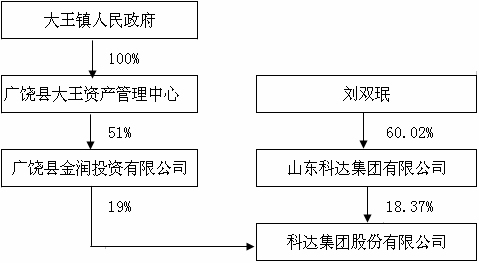 大王镇人民政府
100%
广饶县大王资产管理中心
刘双珉
51%
60.02%
广饶县金润投资有限公司
山东科达集团有限公司
19%
18.37%
科达集团股份有限公司